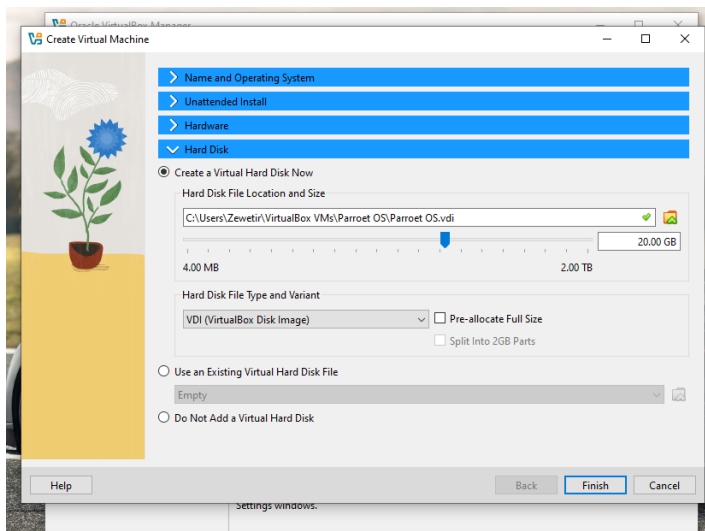 Oracle VirtualBox Manager
Create Virtual Machine
Name and Operating System
Unattended Install
Hardware
Hard Disk
Create a Virtual Hard Disk Now
Hard Disk File Location and Size
C:\Users\Zewetir\VirtualBox VMs\Parroet OS\Parroet OS.vdi
20.00 GB
4.00 MB 2.00 TB
Hard Disk File Type and Variant
VDI (VirtualBox Disk Image) Pre-allocate Full Size
Split Into 2GB Parts
Use an Existing Virtual Hard Disk File
Empty
Do Not Add a Virtual Hard Disk
Help Back Finish Cancel
Settings windows.